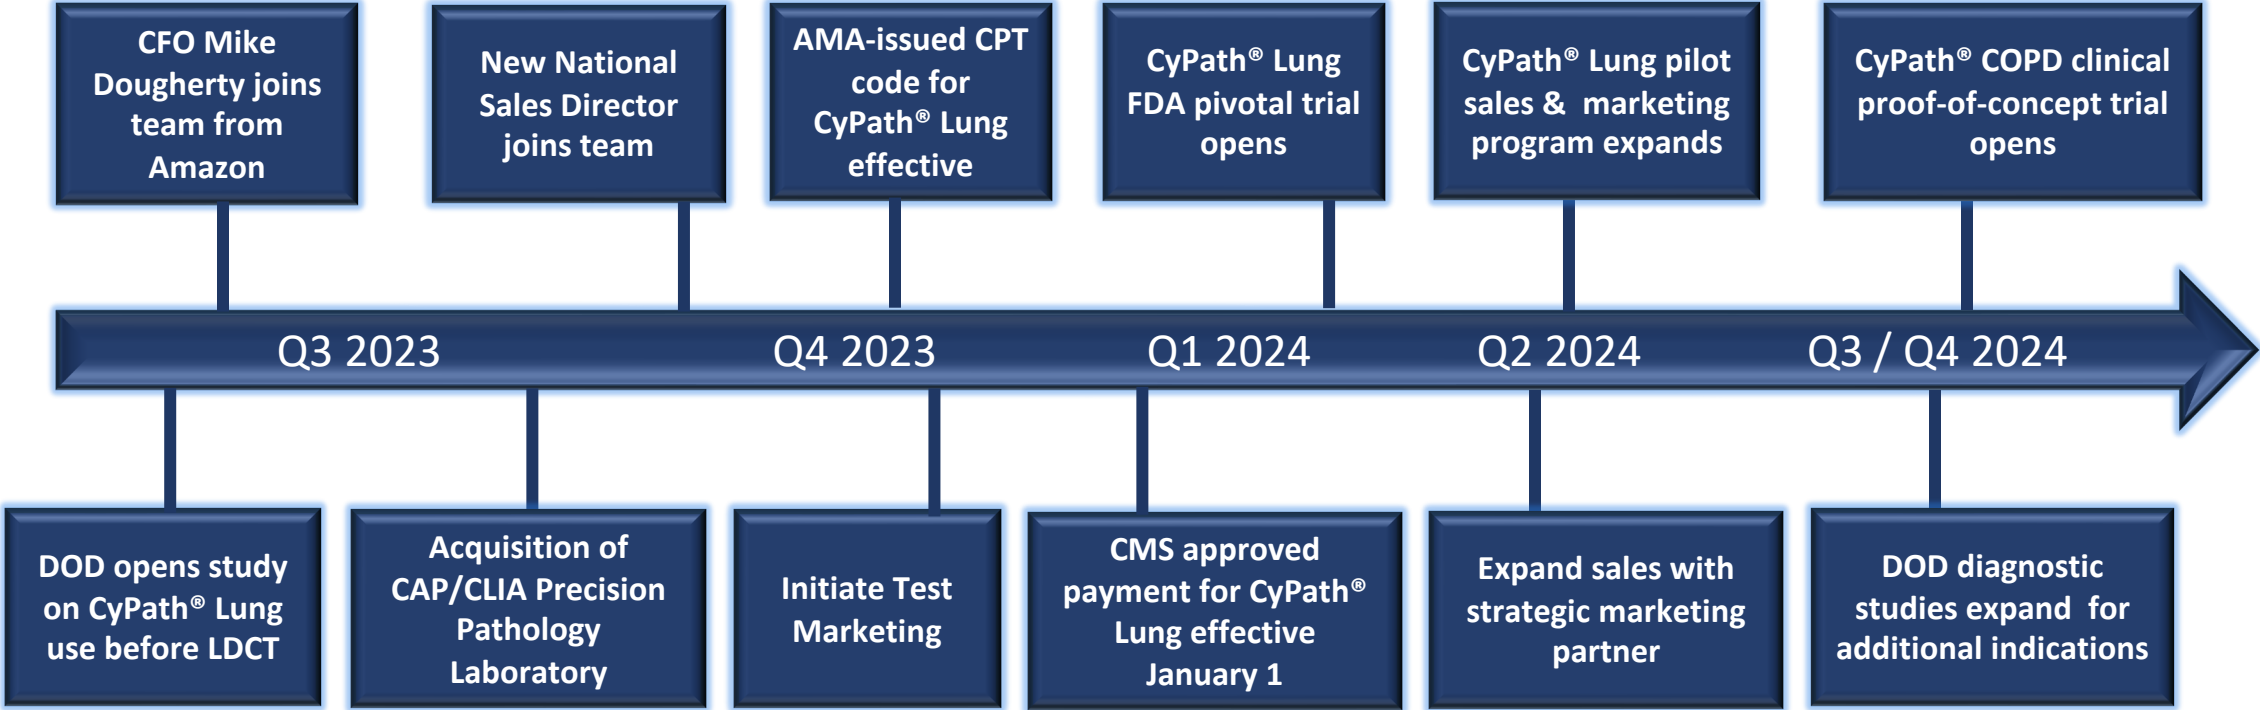 CFO Mike
Dougherty joins
team from
Amazon
New National
Sales Director
joins team
AMA-issued CPT
code for
CyPath® Lung
effective
CyPath® Lung
FDA pivotal trial
opens
CyPath® Lung pilot
sales & marketing
program expands
CyPath® COPD clinical
proof-of-concept trial
opens
Q3 2023
Q4 2023
Q1 2024
Q2 2024
Q3 / Q4 2024
DOD opens study
on CyPath® Lung
use before LDCT
Acquisition of
CAP/CLIA Precision
Pathology
Laboratory
Initiate Test
Marketing
CMS approved
payment for CyPath®
Lung effective
January 1
Expand sales with
strategic marketing
partner
DOD diagnostic
studies expand for
additional indications